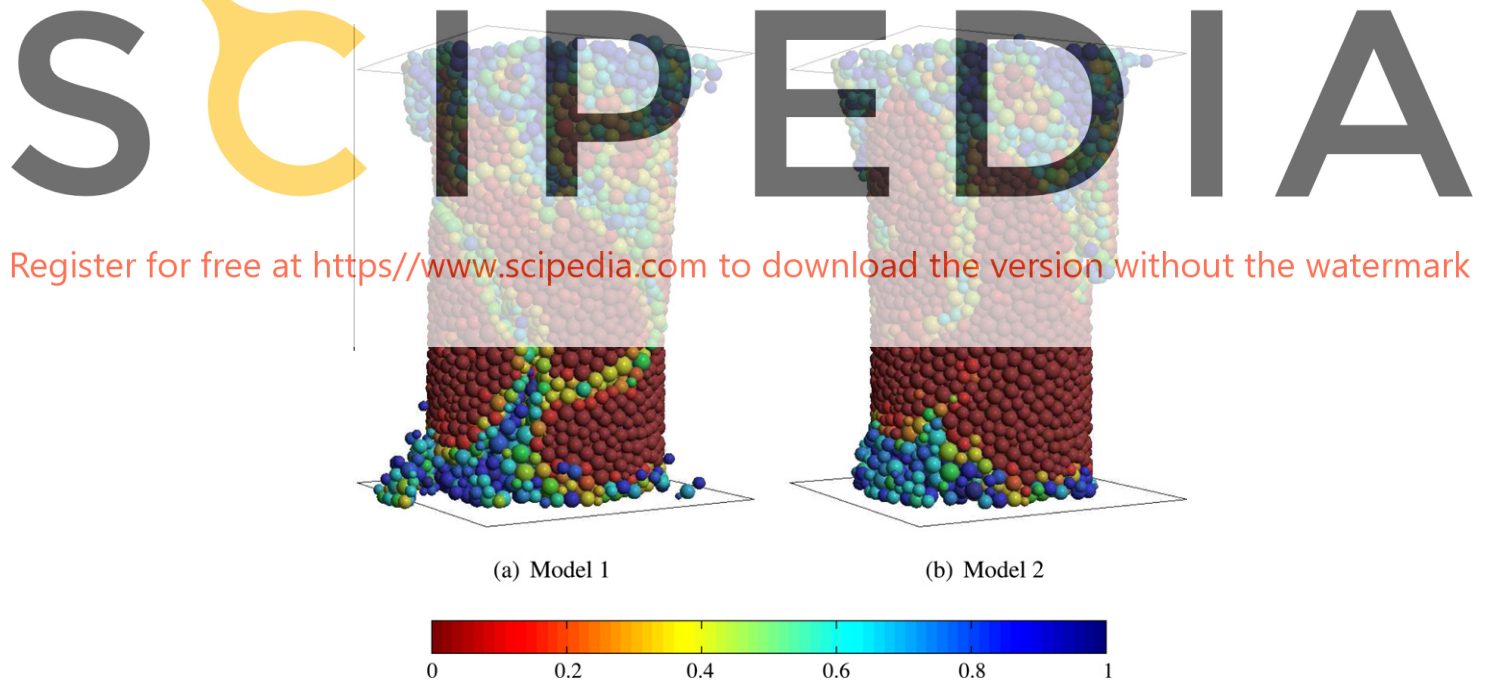 SCIPEDIA
Register for free at https//www.scipedia.com to download the version without the watermark
(a) Model 1
(b) Model 2
0 0.2 0.4 0.6 0.8 1